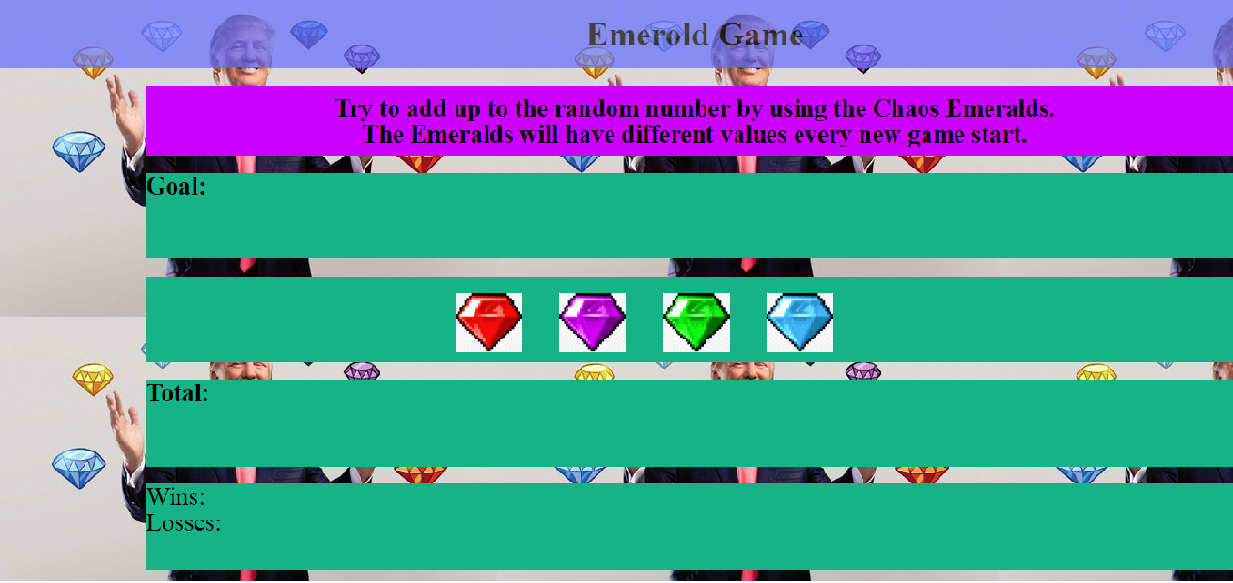 Emerold Game
Try to add up to the random number by using the Chaos Emeralds.
The Emeralds will have different values every new game start.
Goal:
Total:
Wins:
Losses: